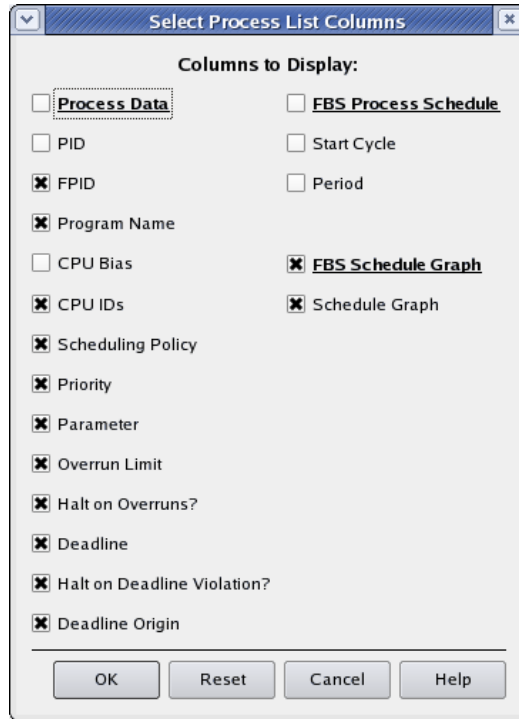 Select Process List Columns
Columns to Display:
Process Data
PID
FPID
Program Name
CPU Bias
CPU IDs
Scheduling Policy
Priority
Parameter
Overrun Limit
Halt on Overruns?
Deadline
Halt on Deadline Violation?
Deadline Origin
FBS Process Schedule
Start Cycle
Period
FBS Schedule Graph
Schedule Graph
OK
Reset
Cancel
Help